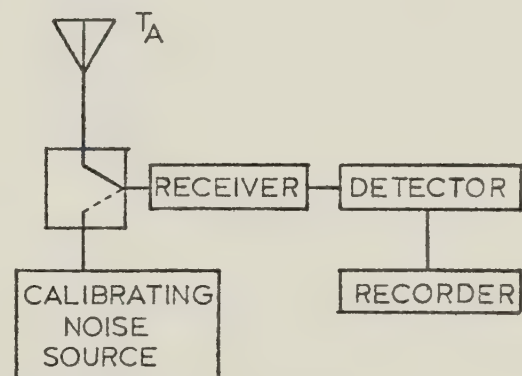 T_A
RECEIVER
DETECTOR
CALIBRATING
NOISE
SOURCE
RECORDER